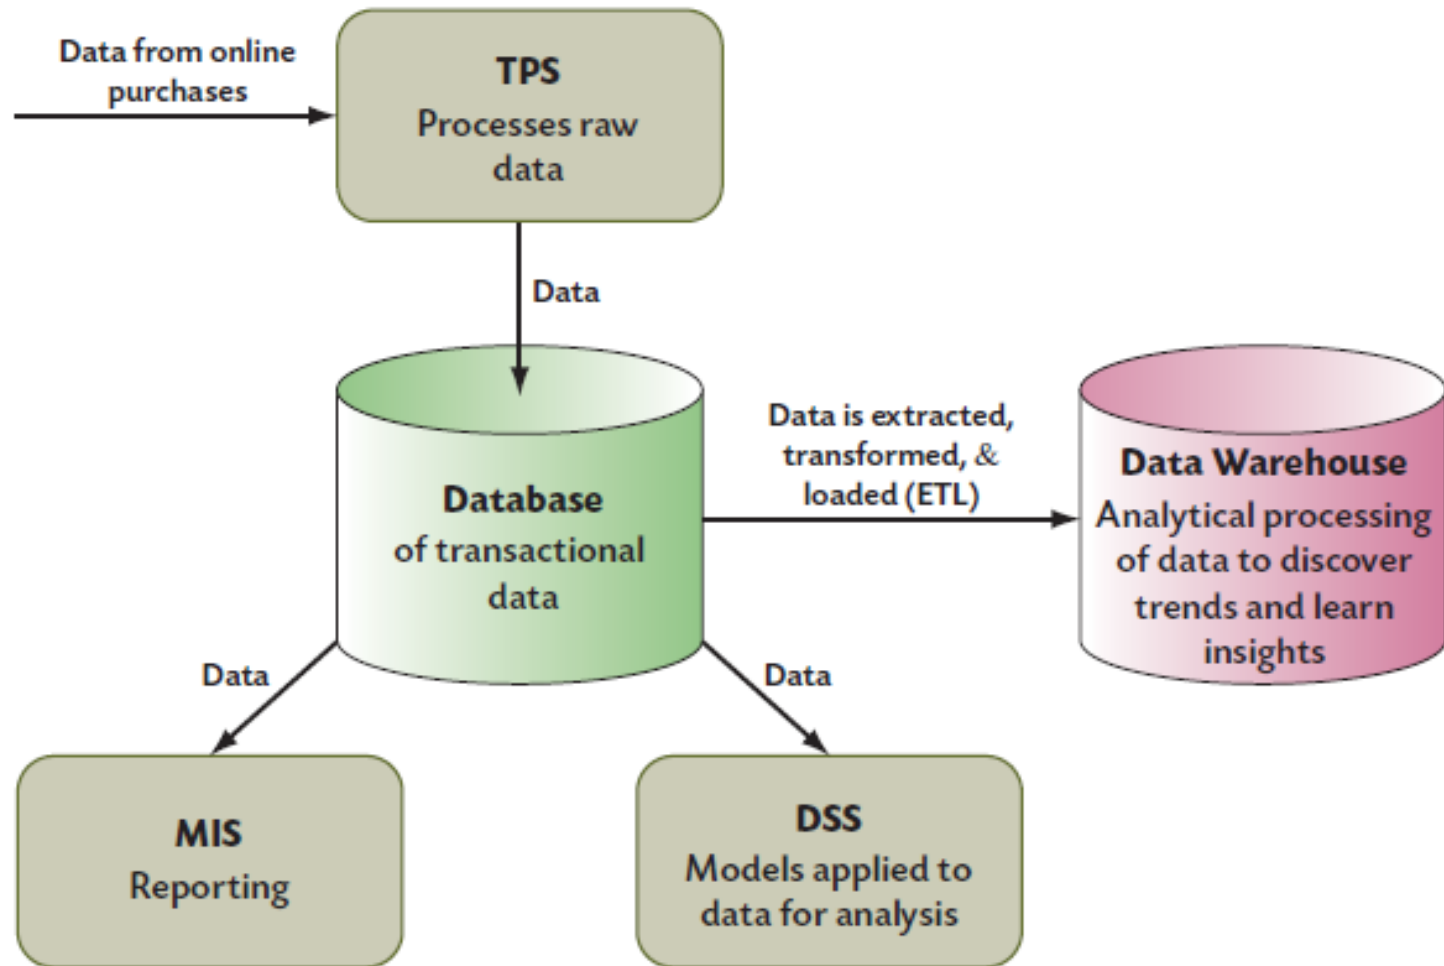 Data from online
purchases
TPS
Processes raw
data
Data
Database
of transactional
data
Data is extracted,
transformed, &
loaded (ETL)
Data Warehouse
Analytical processing
of data to discover
trends and learn
insights
Data
Data
MIS
Reporting
DSS
Models applied to
data for analysis